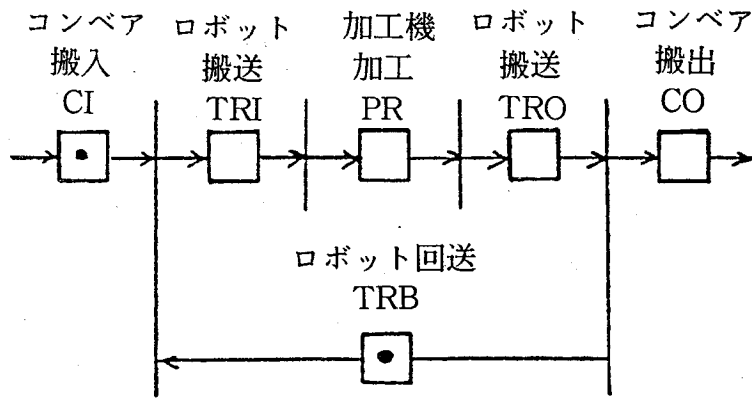 コンベア
搬入
CI
ロボット
搬送
TRI
加工機
加工
PR
ロボット
搬送
TRO
コンベア
搬出
CO
ロボット回送
TRB